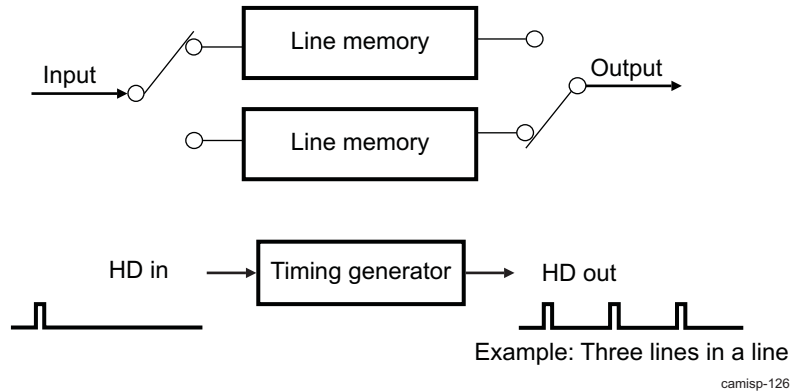 Line memory
Input
Output
Line memory
HD in
Timing generator
HD out
Example: Three lines in a line
camisp-126